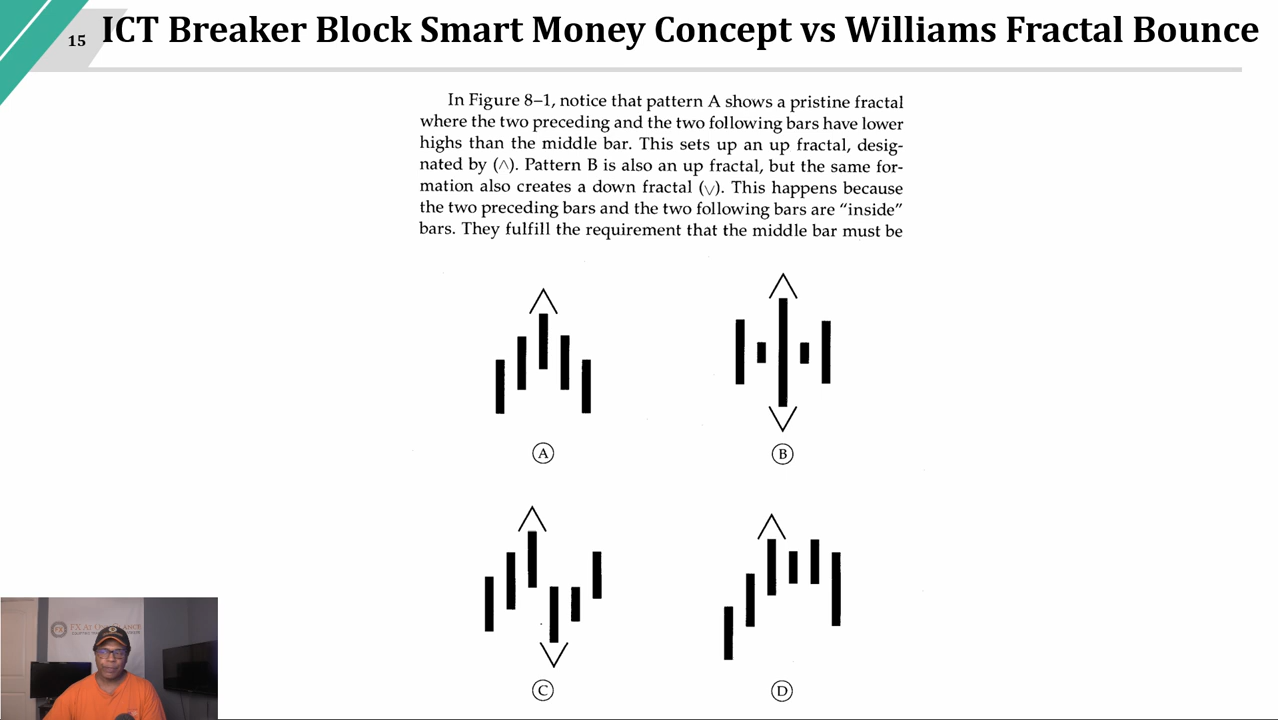 15
ICT Breaker Block Smart Money Concept vs Williams Fractal Bounce
In Figure 8–1, notice that pattern A shows a pristine fractal
where the two preceding and the two following bars have lower
highs than the middle bar. This sets up an up fractal, desig-
nated by (∧). Pattern B is also an up fractal, but the same for-
mation also creates a down fractal (∨). This happens because
the two preceding bars and the two following bars are “inside”
bars. They fulfill the requirement that the middle bar must be
A
B
C
D